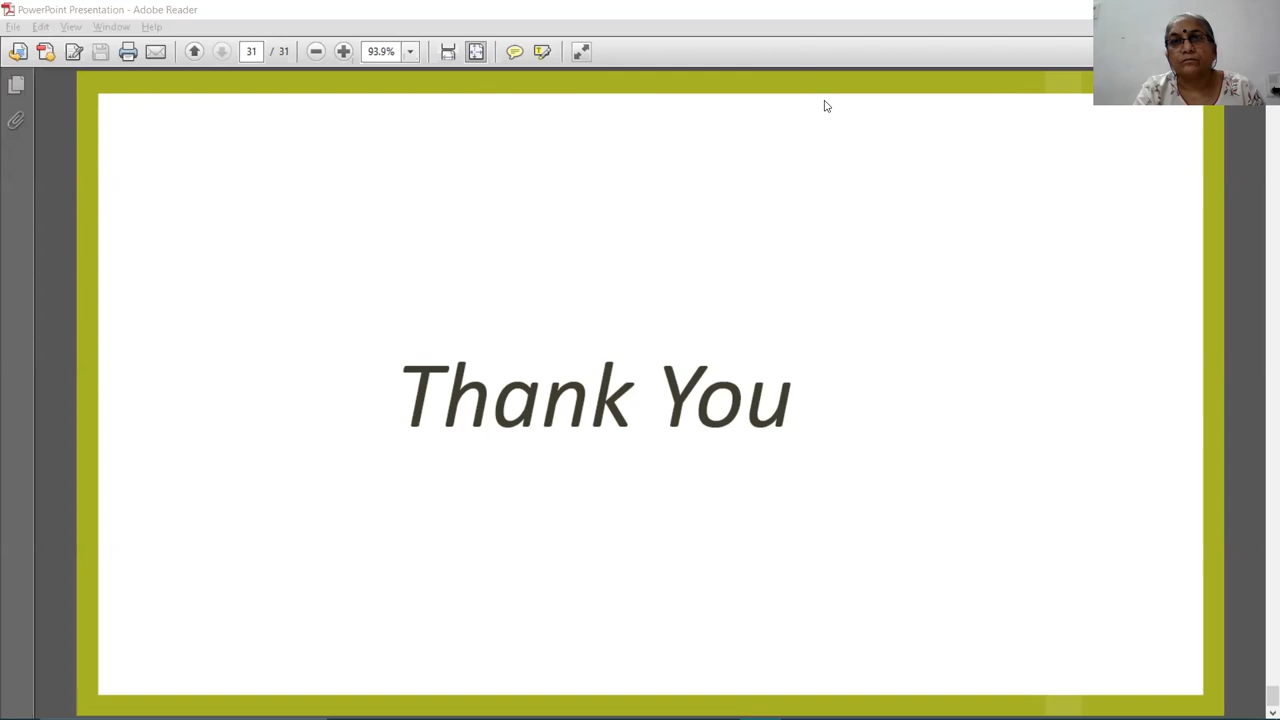 PowerPoint Presentation - Adobe Reader
File Edit View Window Help
31 / 31 93.9%
Thank You